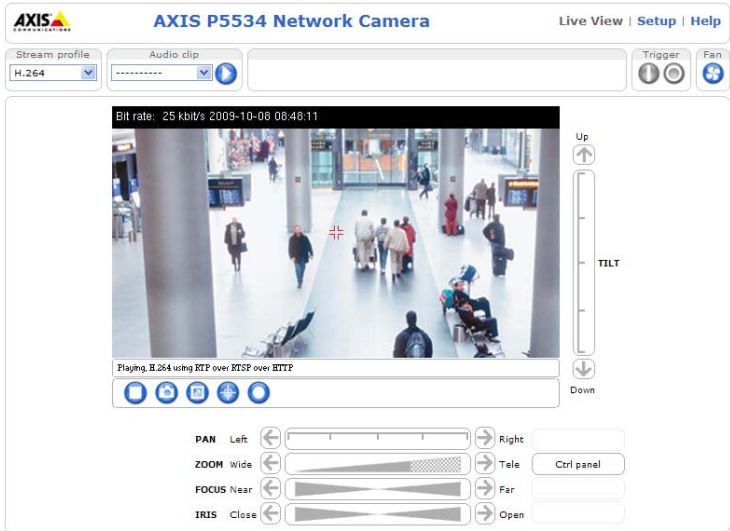 AXIS
COMMUNICATIONS
AXIS P5534 Network Camera
Live View | Setup | Help
Stream profile
H.264
Audio clip
----------
Trigger
Fan
Bit rate: 25 kbit/s 2009-10-08 08:48:11
Up
TILT
Down
Playing, H.264 using RTP over RTSP over HTTP
PAN Left Right
ZOOM Wide Tele Ctrl panel
FOCUS Near Far
IRIS Close Open